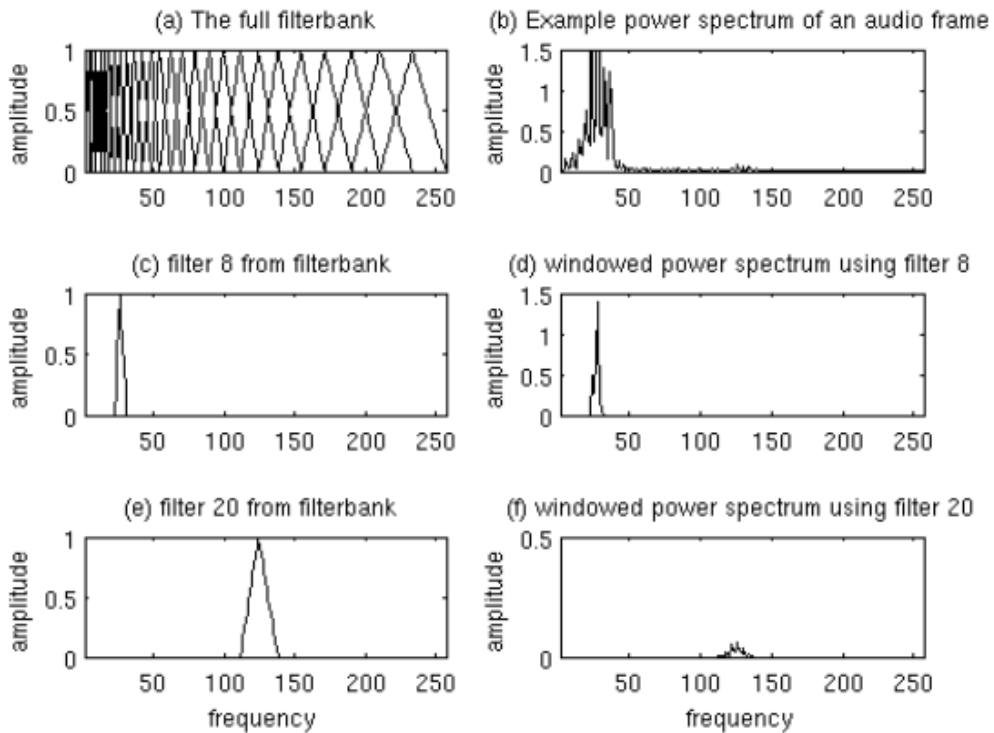 (a) The full filterbank
amplitude
1
0.5
0
50 100 150 200 250
(b) Example power spectrum of an audio frame
amplitude
1.5
1
0.5
0
50 100 150 200 250
(c) filter 8 from filterbank
amplitude
1
0.5
0
50 100 150 200 250
(d) windowed power spectrum using filter 8
amplitude
1.5
1
0.5
0
50 100 150 200 250
(e) filter 20 from filterbank
amplitude
1
0.5
0
50 100 150 200 250
frequency
(f) windowed power spectrum using filter 20
amplitude
0.5
0
50 100 150 200 250
frequency